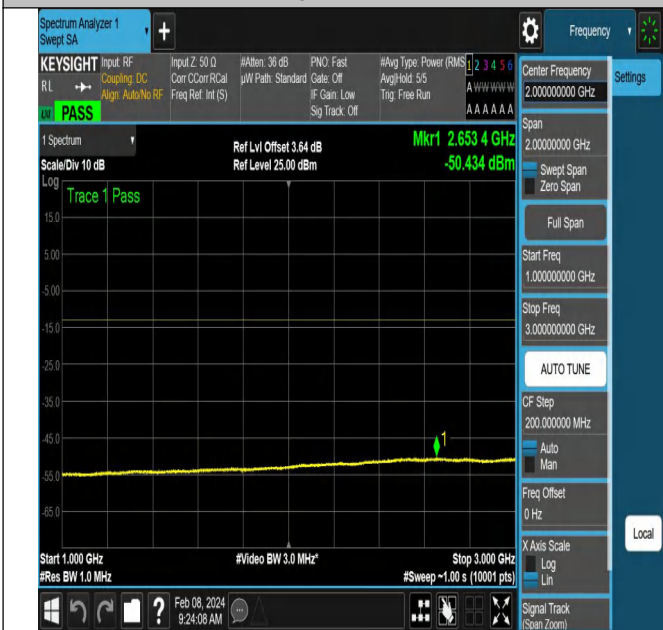 Spectrum Analyzer 1
Swept SA
+
Frequency
KEYSIGHT
RL
LXI
PASS
Input: RF
Coupling: DC
Align: Auto/No RF
Input Z: 50 Ω
Corr CCorr RCal
Freq Ref: Int (S)
#Atten: 36 dB
µW Path: Standard
PNO: Fast
Gate: Off
IF Gain: Low
Sig Track: Off
#Avg Type: Power (RMS
Avg|Hold: 5/5
Trig: Free Run
1 2 3 4 5 6
A W W W W W
A A A A A A
1 Spectrum
Scale/Div 10 dB
Log
Ref Lvl Offset 3.64 dB
Ref Level 25.00 dBm
Mkr1 2.653 4 GHz
-50.434 dBm
Trace 1 Pass
15.0
5.00
-5.00
-15.0
-25.0
-35.0
-45.0
-55.0
-65.0
1
Start 1.000 GHz
#Res BW 1.0 MHz
#Video BW 3.0 MHz*
Stop 3.000 GHz
#Sweep ~1.00 s (10001 pts)
Center Frequency
2.000000000 GHz
Settings
Span
2.00000000 GHz
Swept Span
Zero Span
Full Span
Start Freq
1.000000000 GHz
Stop Freq
3.000000000 GHz
AUTO TUNE
CF Step
200.000000 MHz
Auto
Man
Freq Offset
0 Hz
X Axis Scale
Log
Lin
Local
Signal Track
(Span Zoom)
?
Feb 08, 2024
9:24:08 AM